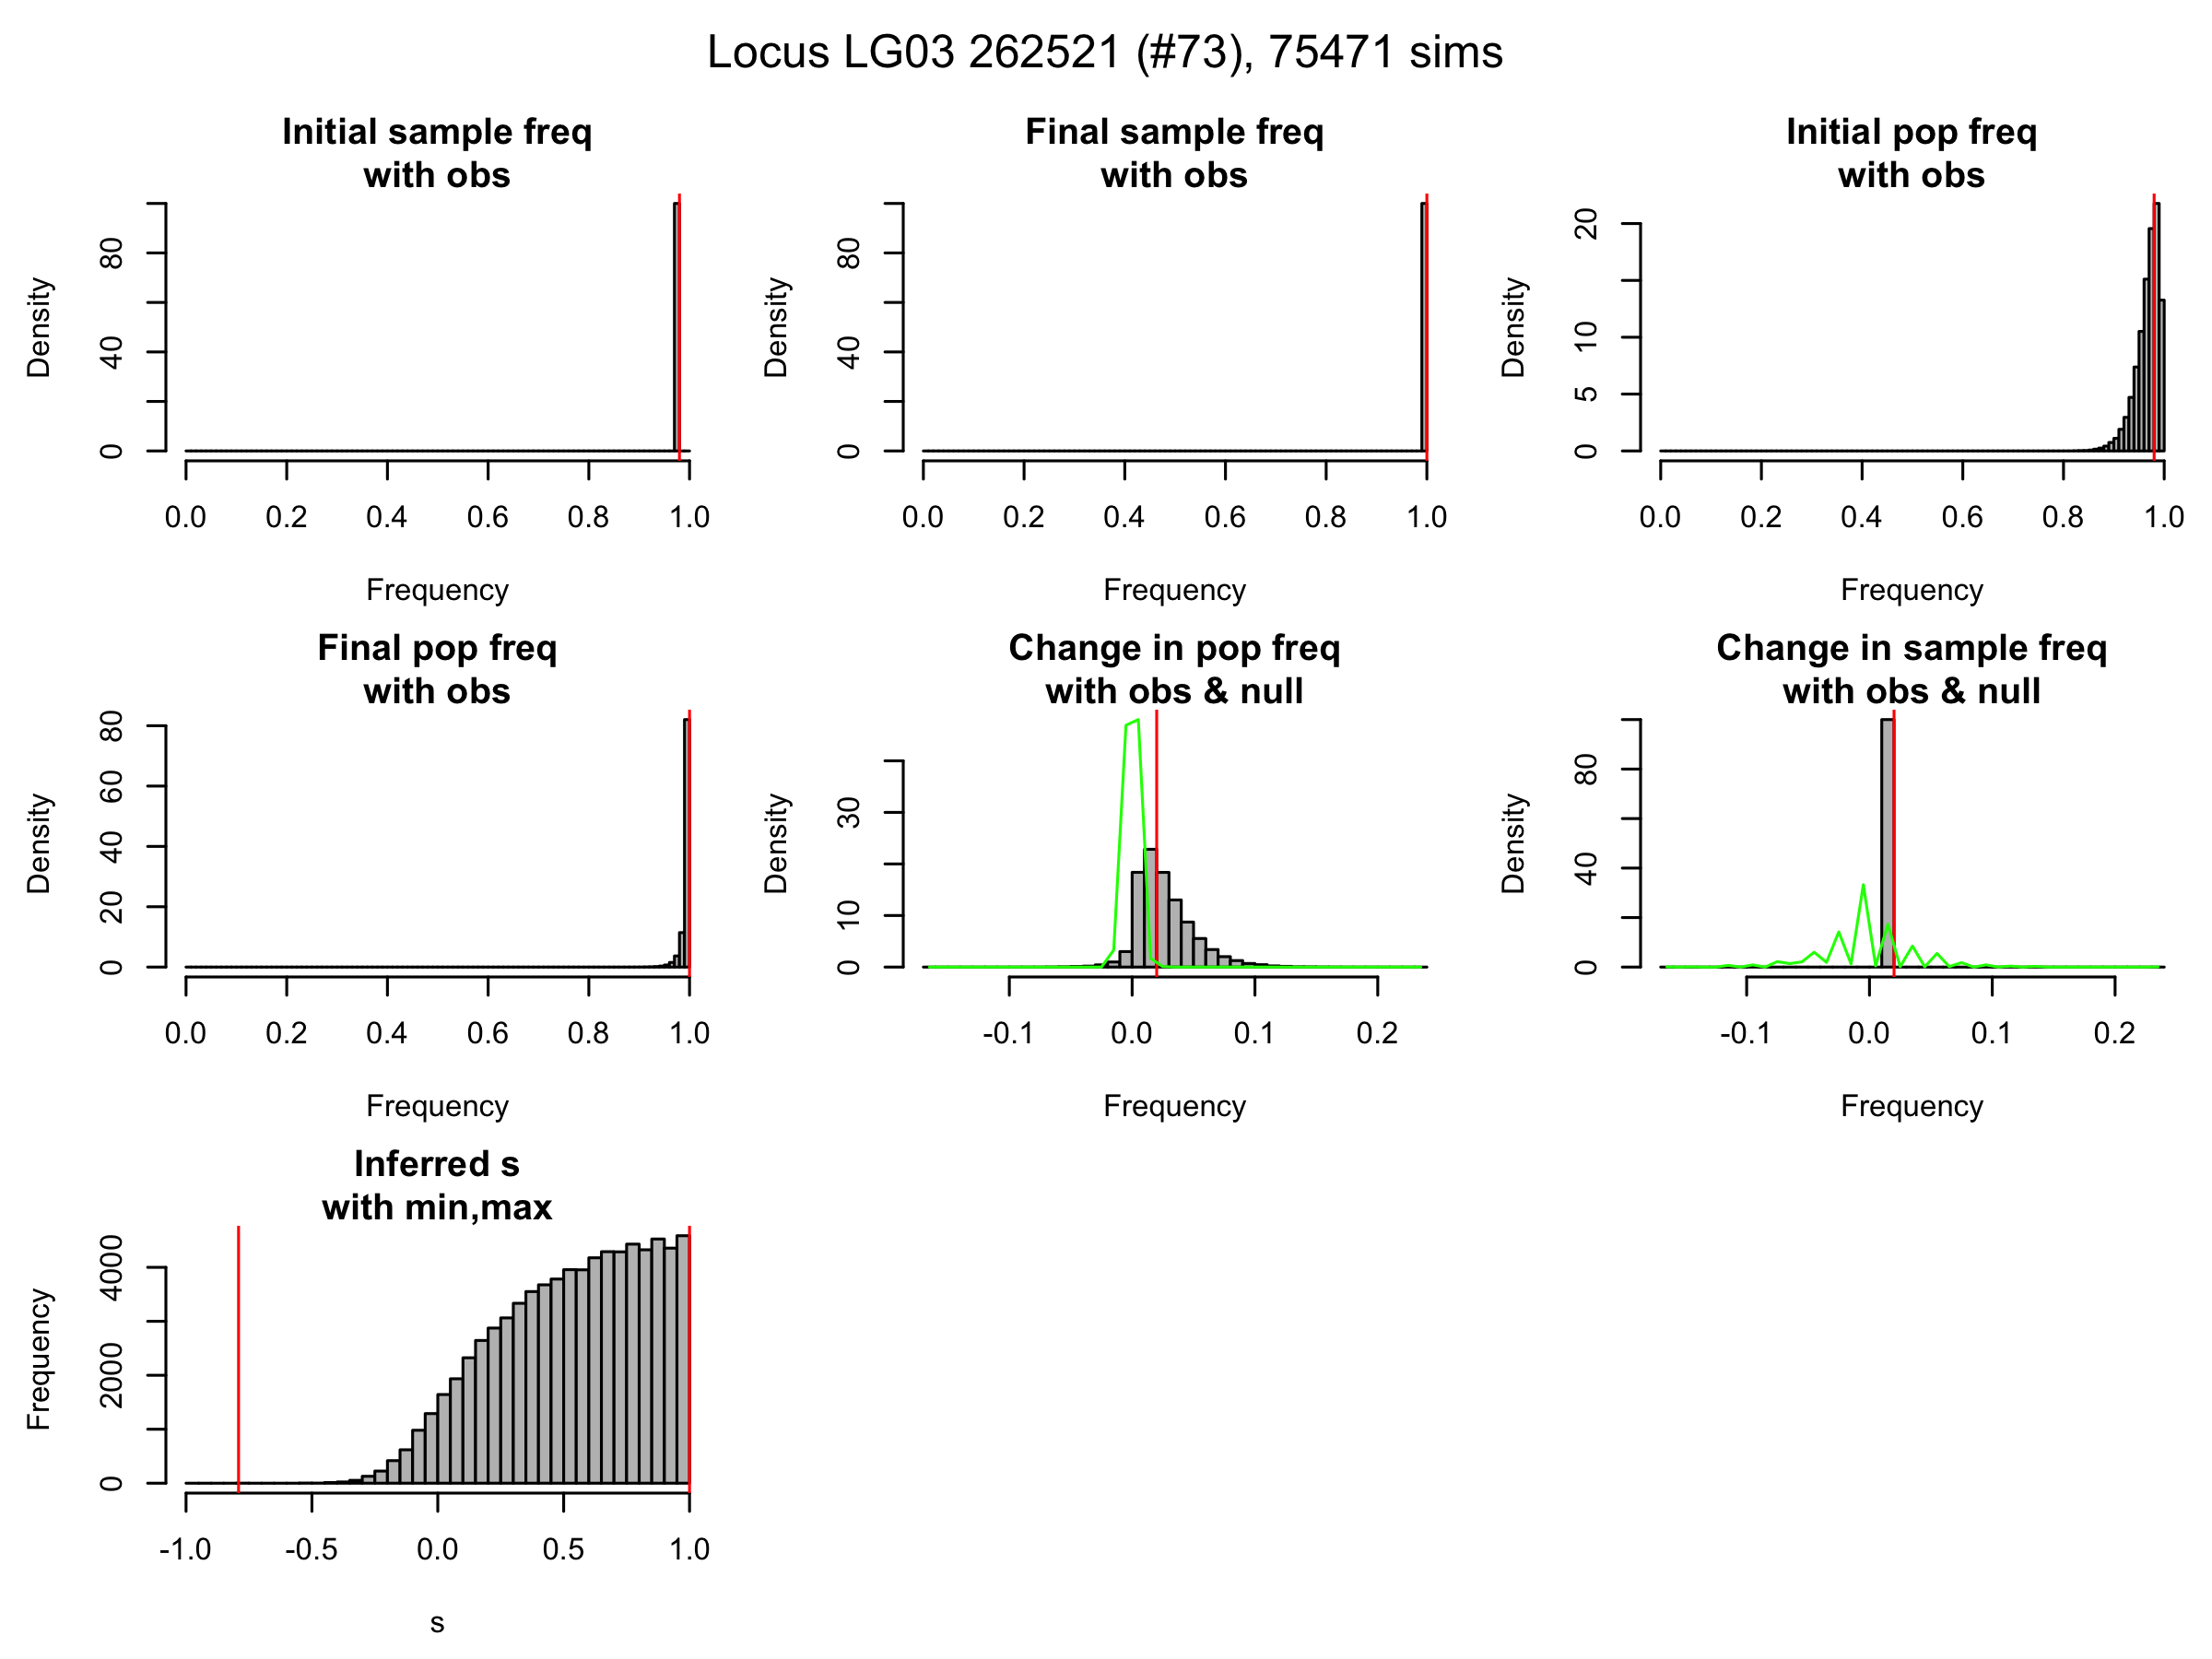 Locus LG03 262521 (#73), 75471 sims
Initial sample freq
with obs
Density
0 40 80
0.0 0.2 0.4 0.6 0.8 1.0
Frequency
Final sample freq
with obs
Density
0 40 80
0.0 0.2 0.4 0.6 0.8 1.0
Frequency
Initial pop freq
with obs
Density
0 5 10 20
0.0 0.2 0.4 0.6 0.8 1.0
Frequency
Final pop freq
with obs
Density
0 20 40 60 80
0.0 0.2 0.4 0.6 0.8 1.0
Frequency
Change in pop freq
with obs & null
Density
0 10 30
-0.1 0.0 0.1 0.2
Frequency
Change in sample freq
with obs & null
Density
0 40 80
-0.1 0.0 0.1 0.2
Frequency
Inferred s
with min,max
Frequency
0 2000 4000
-1.0 -0.5 0.0 0.5 1.0
s